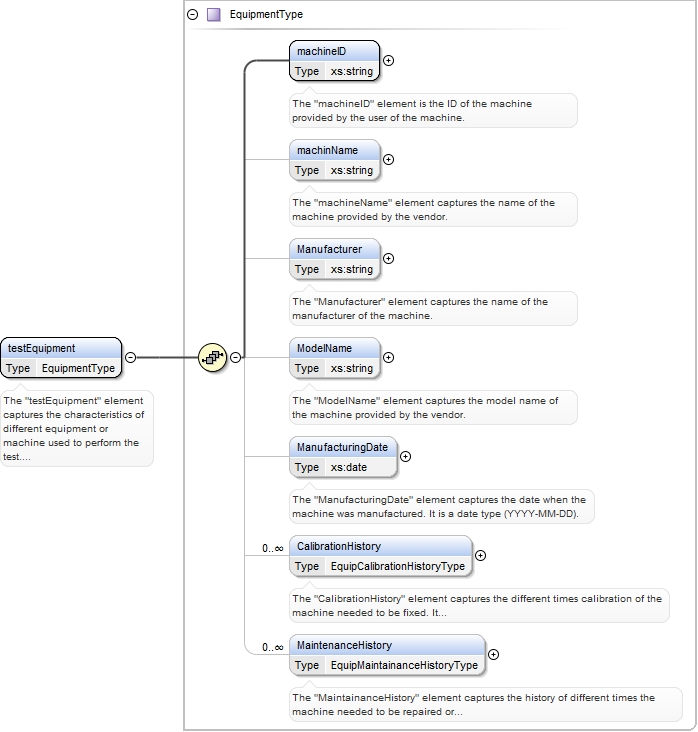 EquipmentType
machineID
Type xs:string
The "machineID" element is the ID of the machine
provided by the user of the machine.
machinName
Type xs:string
The "machineName" element captures the name of the
machine provided by the vendor.
Manufacturer
Type xs:string
The "Manufacturer" element captures the name of the
manufacturer of the machine.
testEquipment
Type EquipmentType
The "testEquipment" element
captures the characteristics of
different equipment or
machine used to perform the
test....
ModelName
Type xs:string
The "ModelName" element captures the model name of
the machine provided by the vendor.
ManufacturingDate
Type xs:date
The "ManufacturingDate" element captures the date when the
machine was manufactured. It is a date type (YYYY-MM-DD).
0..∞
CalibrationHistory
Type EquipCalibrationHistoryType
The "CalibrationHistory" element captures the different times calibration of the
machine needed to be fixed. It...
0..∞
MaintenanceHistory
Type EquipMaintainanceHistoryType
The "MaintainanceHistory" element captures the history of different times the
machine needed to be repaired or...